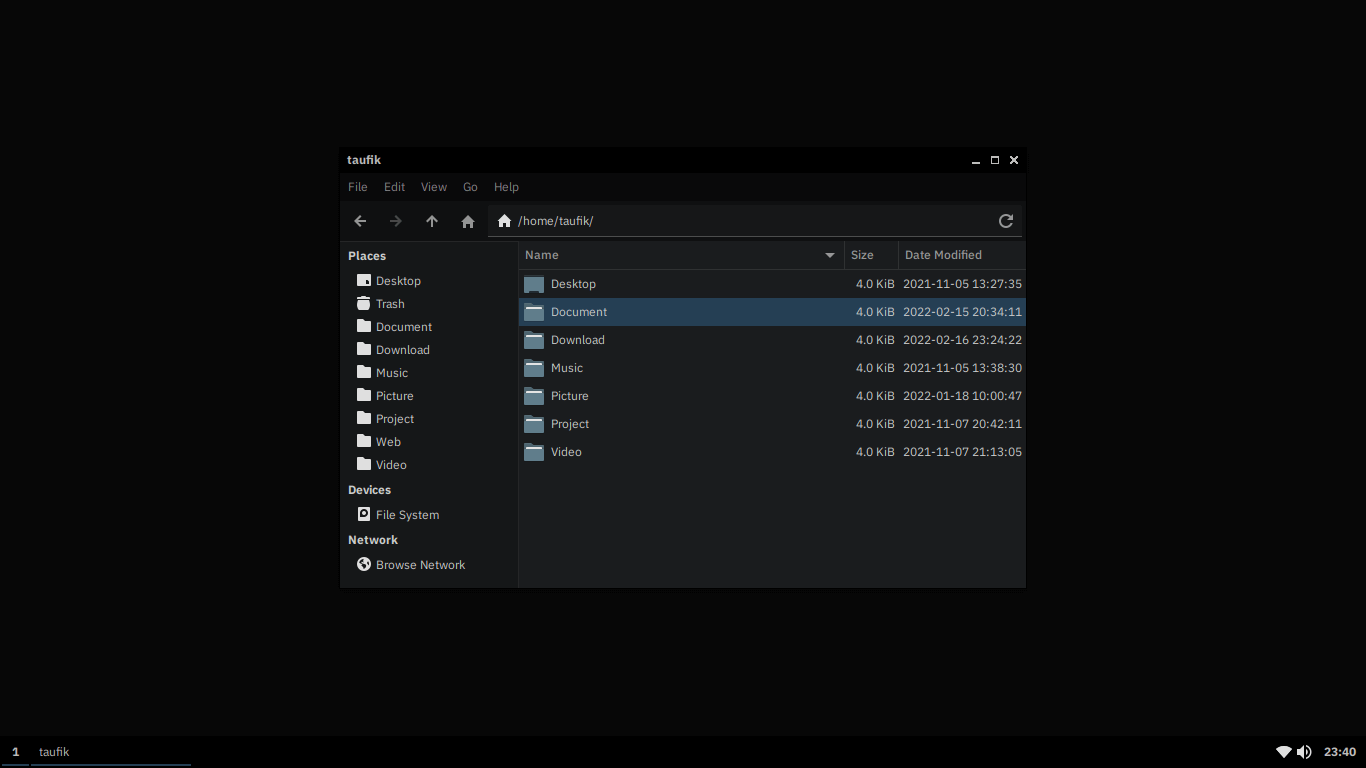 taufik
File Edit View Go Help
/home/taufik/
Places
Desktop
Trash
Document
Download
Music
Picture
Project
Web
Video
Devices
File System
Network
Browse Network
Name Size Date Modified
Desktop 4.0 KiB 2021-11-05 13:27:35
Document 4.0 KiB 2022-02-15 20:34:11
Download 4.0 KiB 2022-02-16 23:24:22
Music 4.0 KiB 2021-11-05 13:38:30
Picture 4.0 KiB 2022-01-18 10:00:47
Project 4.0 KiB 2021-11-07 20:42:11
Video 4.0 KiB 2021-11-07 21:13:05
1 taufik 23:40